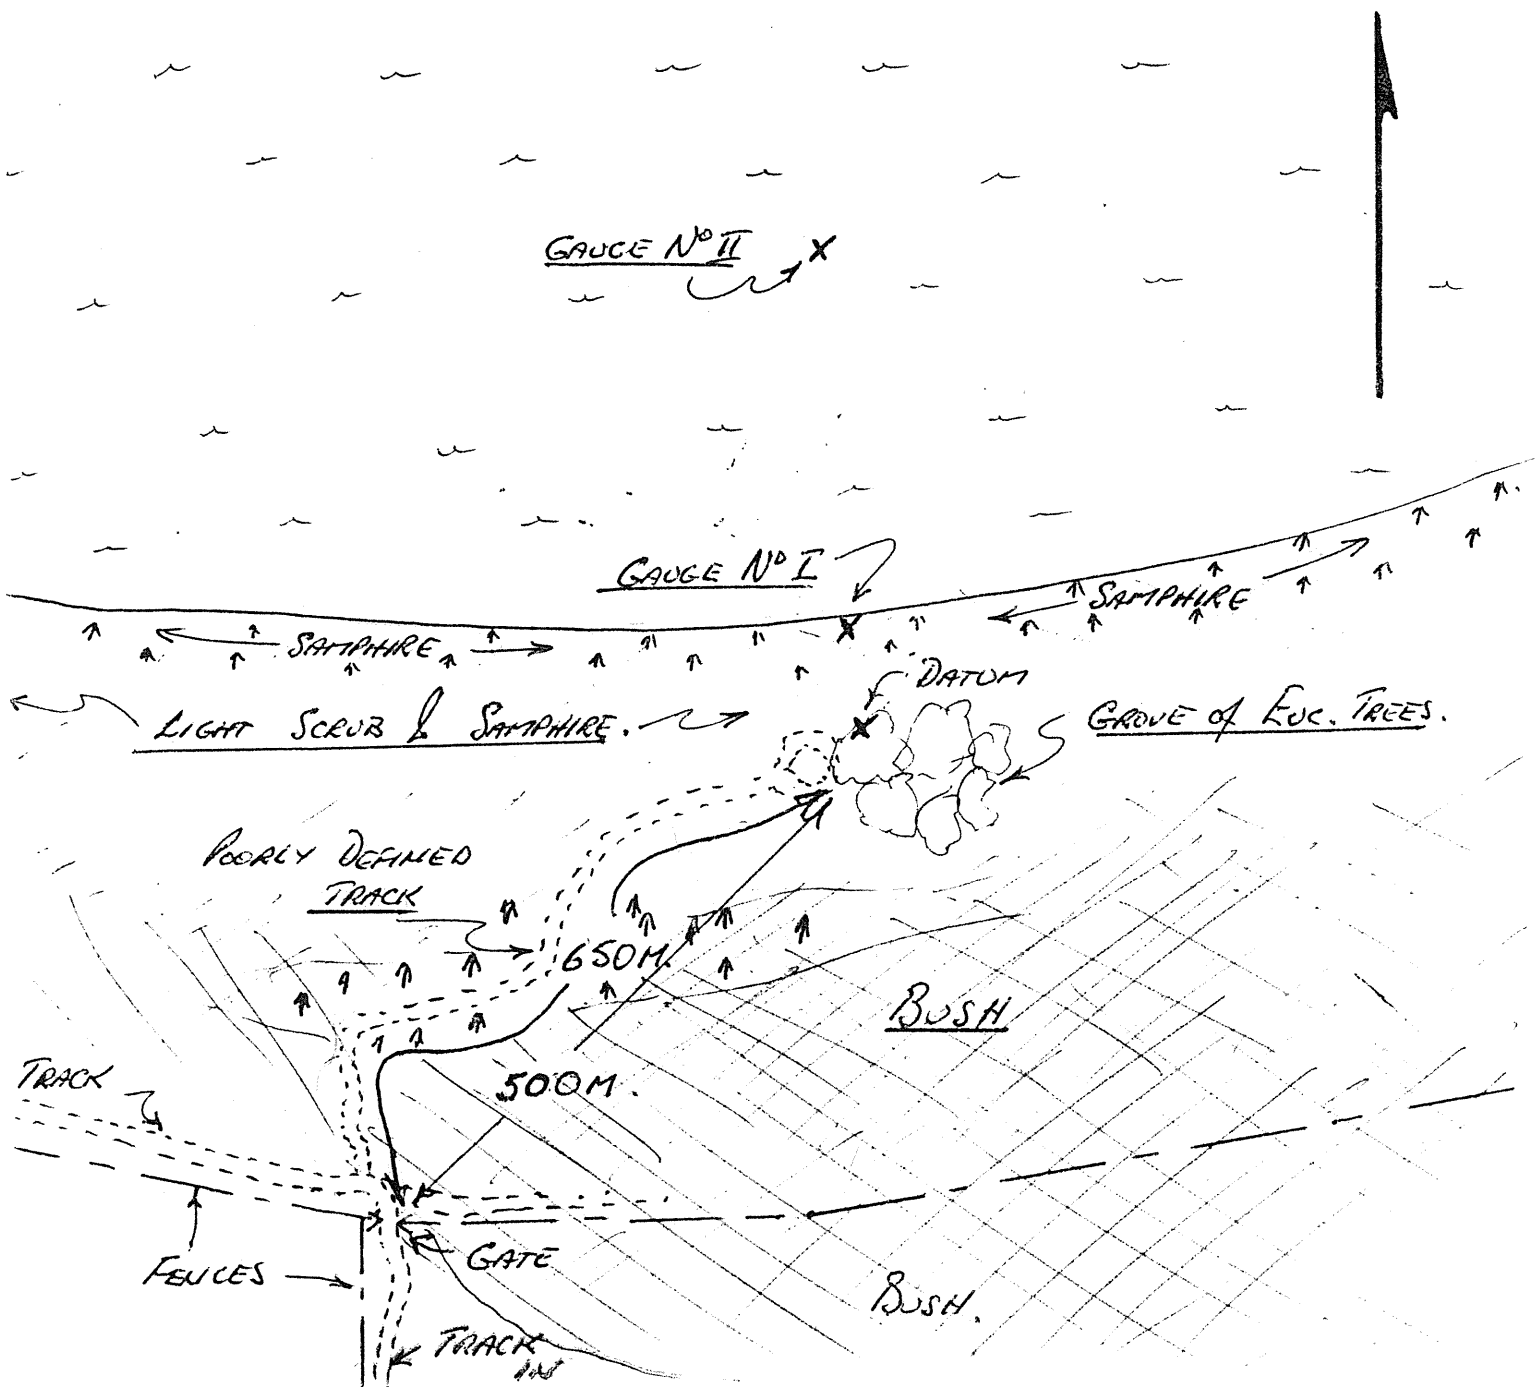 GAUGE Nº II
GAUGE Nº I
SAMPHIRE
SAMPHIRE
DATUM
LIGHT SCRUB & SAMPHIRE.
GROVE of EUC. TREES.
POORLY DEFINED
TRACK
650M.
BUSH
TRACK
500M.
GATE
FENCES
BUSH.
TRACK
IN